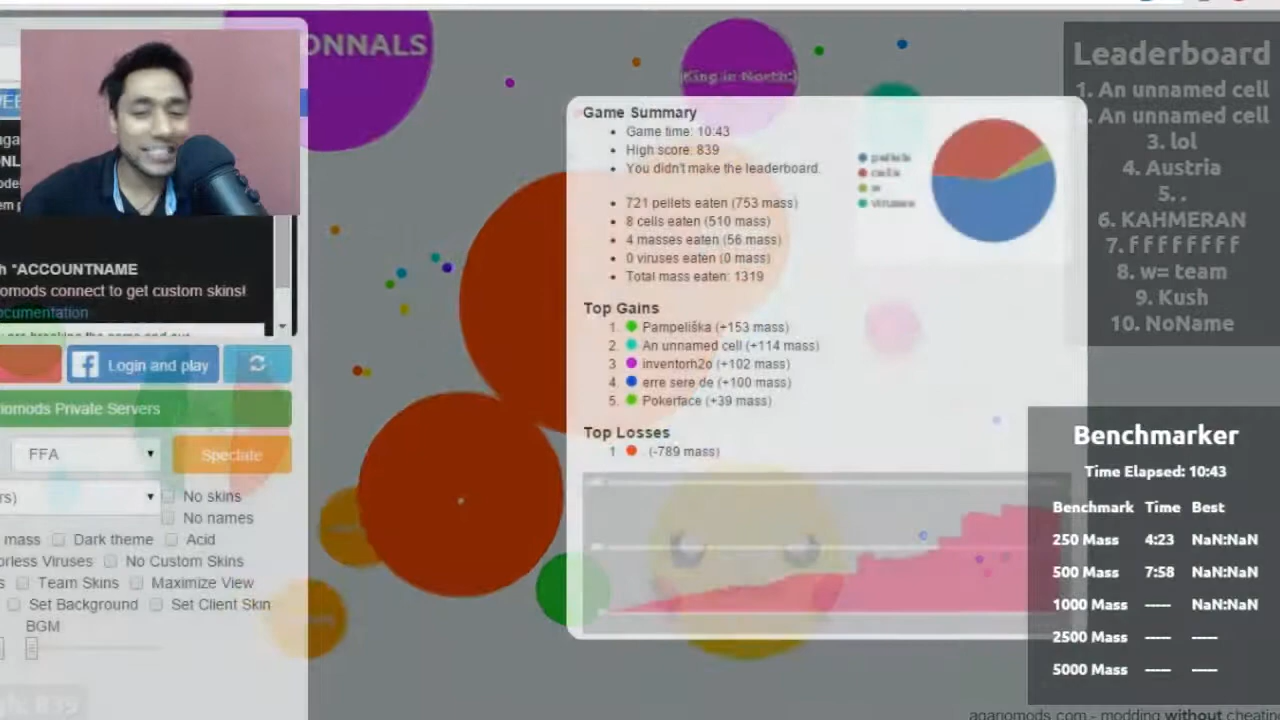 ONNALS
King in North:)
Leaderboard
1. An unnamed cell
. An unnamed cell
3. lol
4. Austria
5. .
6. KAHMERAN
7. f f f f f f f f
8. w= team
9. Kush
10. NoName
Game Summary
Game time: 10:43
High score: 839
You didn't make the leaderboard.
721 pellets eaten (753 mass)
8 cells eaten (510 mass)
4 masses eaten (56 mass)
0 viruses eaten (0 mass)
Total mass eaten: 1319
pellets
cells
w
viruses
Top Gains
1. Pampeliška (+153 mass)
2. An unnamed cell (+114 mass)
3 inventorh2o (+102 mass)
4. erre sere de (+100 mass)
5. Pokerface (+39 mass)
Top Losses
1 . (-789 mass)
h *ACCOUNTNAME
omods connect to get custom skins!
ocumentation
Login and play
iomods Private Servers
FFA
Spectate
rs)
No skins
No names
mass Dark theme Acid
orless Viruses No Custom Skins
s Team Skins Maximize View
Set Background Set Client Skin
BGM
Benchmarker
Time Elapsed: 10:43
Benchmark Time Best
250 Mass 4:23 NaN:NaN
500 Mass 7:58 NaN:NaN
1000 Mass ----- NaN:NaN
2500 Mass ----- -----
5000 Mass ----- -----
agariomods.com - modding without cheatin